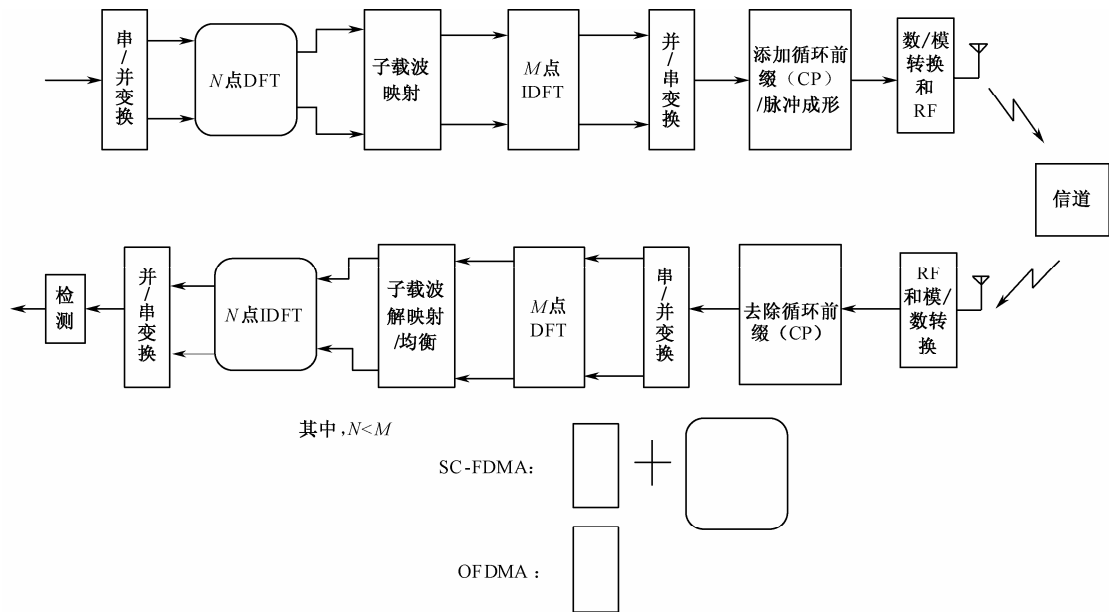 串
/
并
变
换
N点DFT
子载波
映射
M点
IDFT
并
/
串
变
换
添加循环前
缀（CP）
/脉冲成形
数/模
转换
和
RF
信道
检
测
并
/
串
变
换
N点IDFT
子载波
解映射
/均衡
M点
DFT
串
/
并
变
换
去除循环前
缀（CP）
RF
和模/
数转
换
其中，N<M
SC-FDMA：
OFDMA：